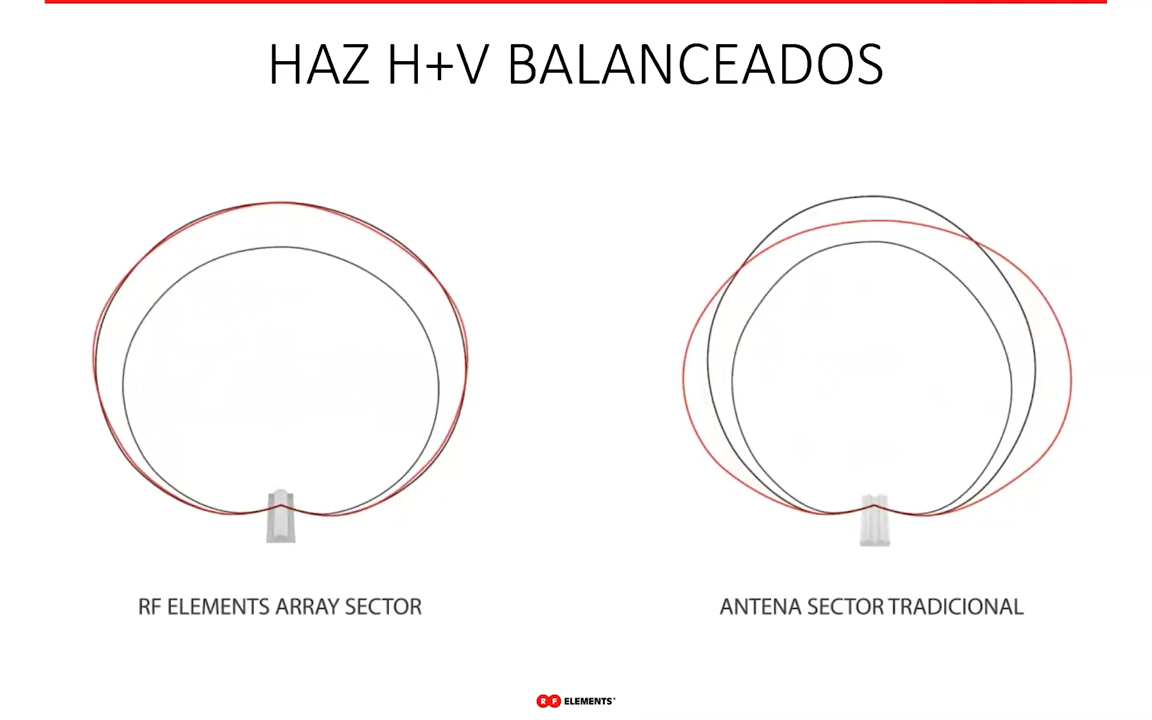 HAZ H+V BALANCEADOS
RF ELEMENTS ARRAY SECTOR
ANTENA SECTOR TRADICIONAL
RF ELEMENTS